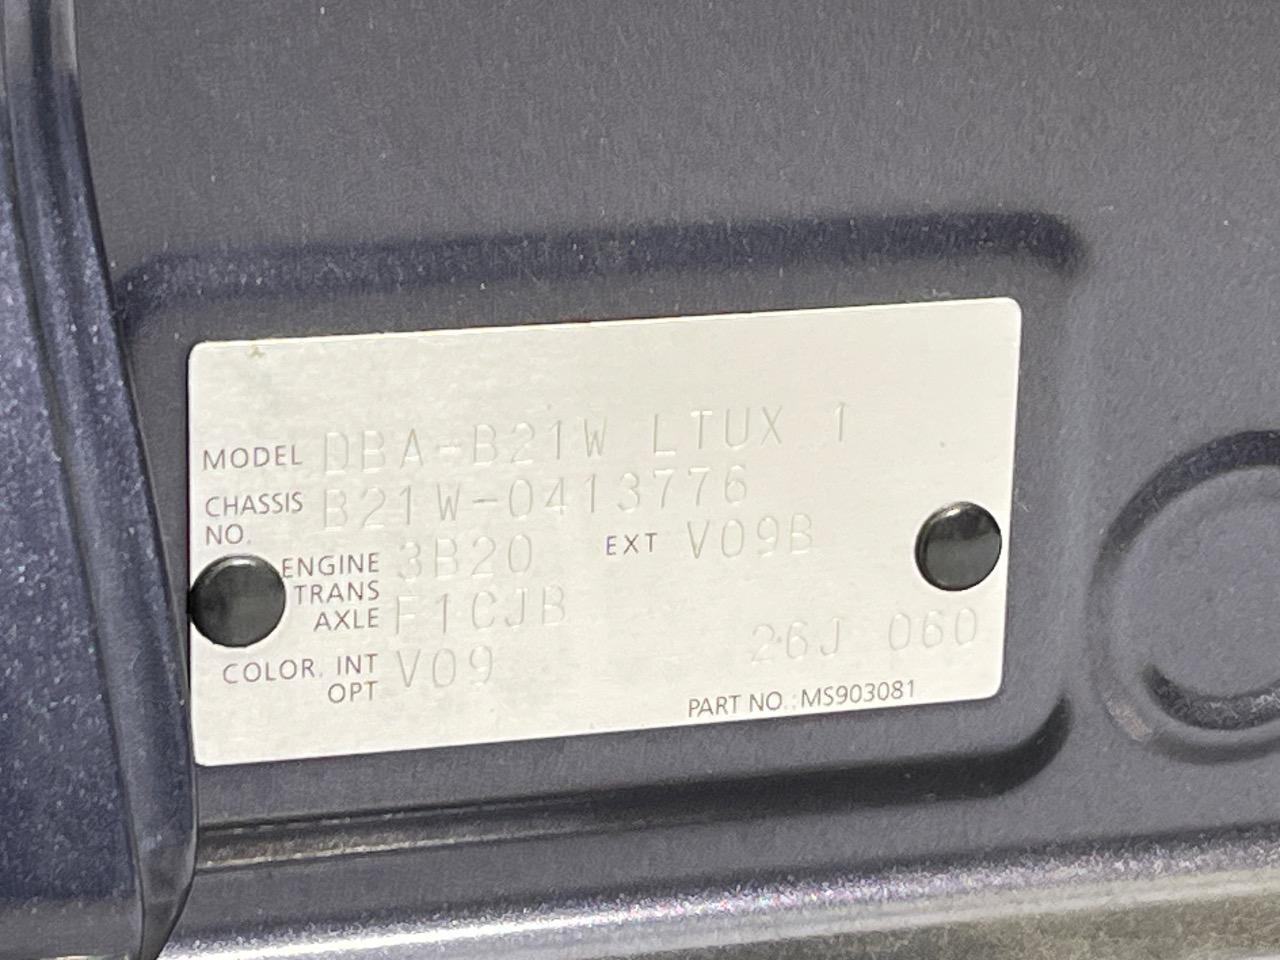 MODEL DBA-B21W LTUX 1
CHASSIS NO. B21W-0413776
ENGINE 3B20 EXT V09B
TRANS AXLE F1CJB
COLOR, INT OPT V09 26J 060
PART NO.:MS903081